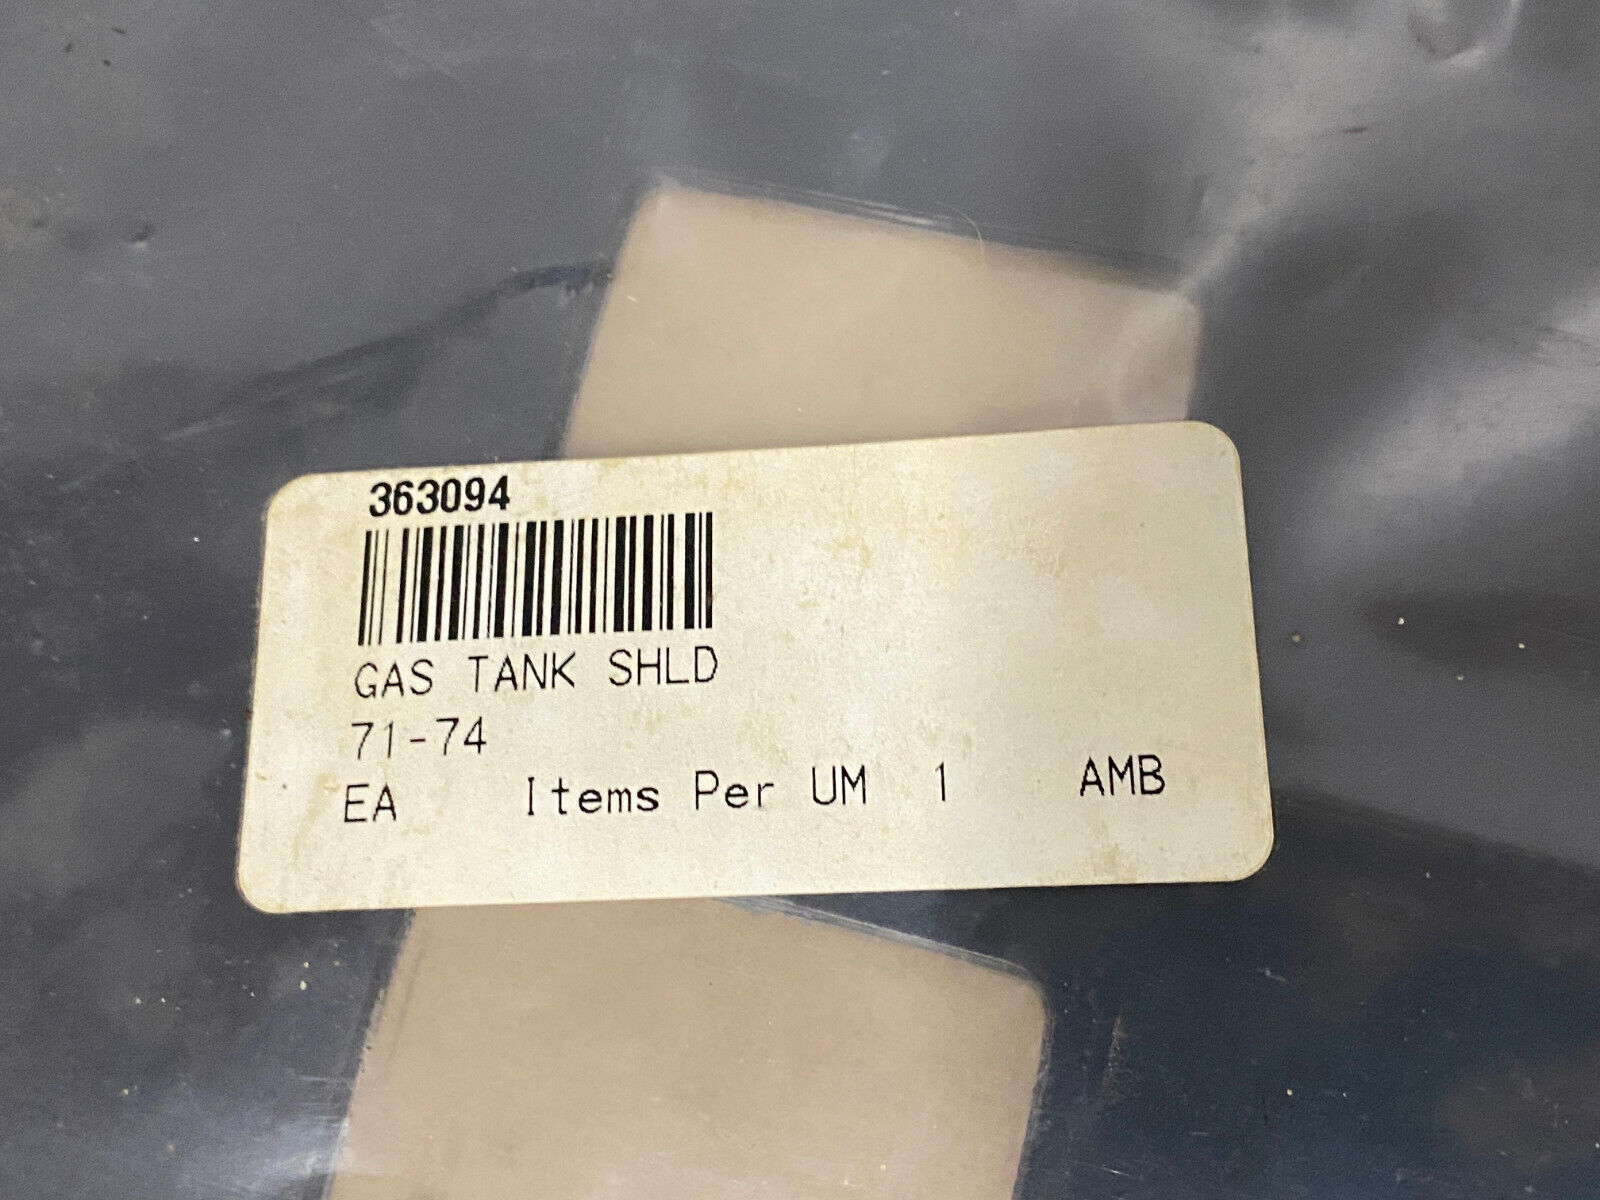 363094
GAS TANK SHLD
71-74
EA Items Per UM 1 AMB